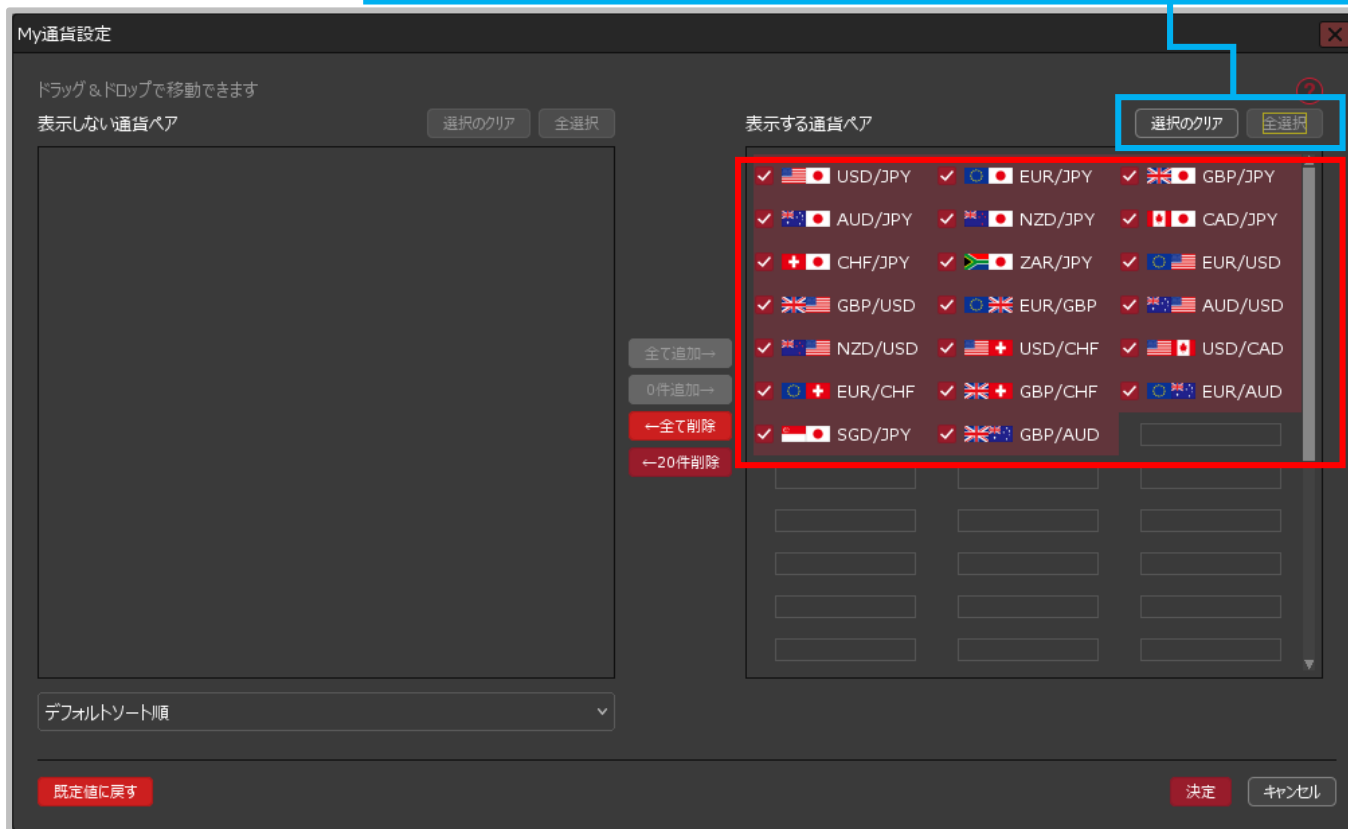 My通貨設定
ドラッグ＆ドロップで移動できます
表示しない通貨ペア 選択のクリア 全選択
表示する通貨ペア 選択のクリア 全選択
?
USD/JPY EUR/JPY GBP/JPY
AUD/JPY NZD/JPY CAD/JPY
CHF/JPY ZAR/JPY EUR/USD
GBP/USD EUR/GBP AUD/USD
NZD/USD USD/CHF USD/CAD
EUR/CHF GBP/CHF EUR/AUD
SGD/JPY GBP/AUD
全て追加→
0件追加→
←全て削除
←20件削除
デフォルトソート順
既定値に戻す
決定 キャンセル